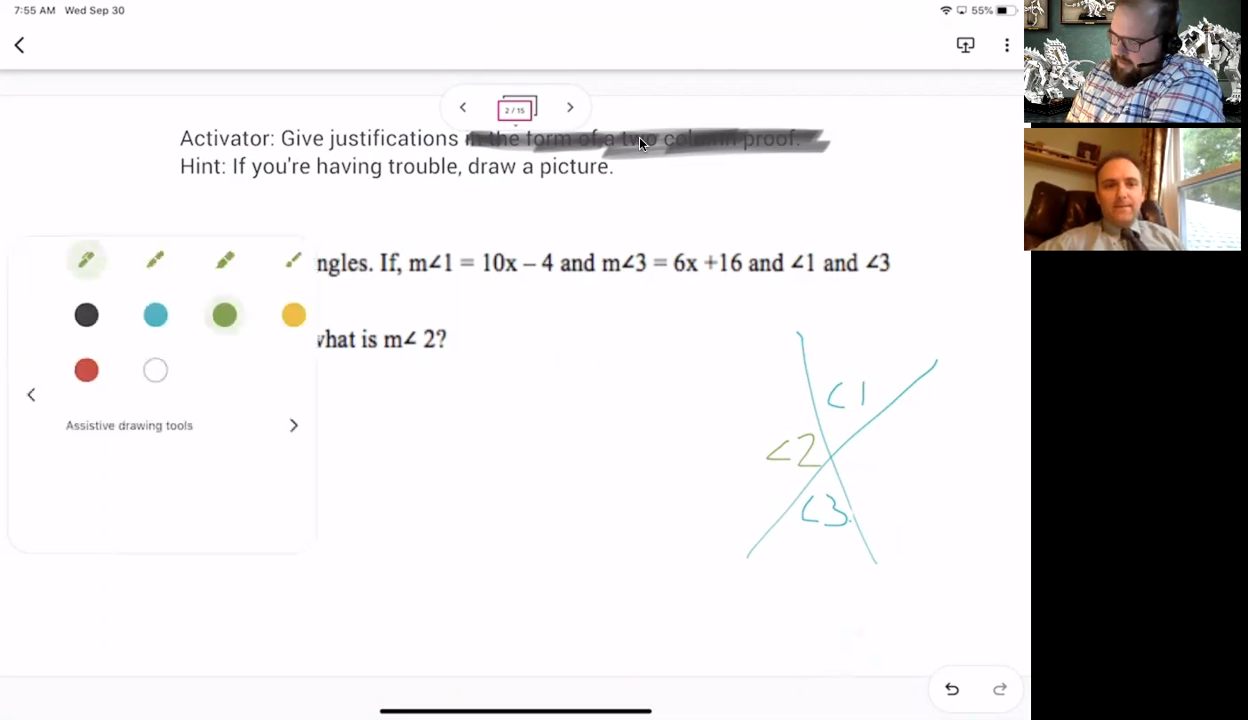 7:55 AM Wed Sep 30
55%
2 / 15
Activator: Give justifications in the form of a two column proof.
Hint: If you're having trouble, draw a picture.
ngles. If, m∠1 = 10x – 4 and m∠3 = 6x +16 and ∠1 and ∠3
what is m∠ 2?
∠1
∠2
∠3
Assistive drawing tools